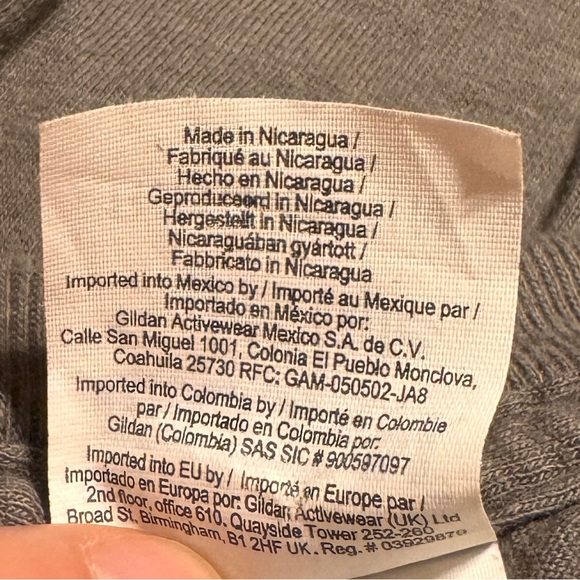 Made in Nicaragua /
Fabriqué au Nicaragua /
Hecho en Nicaragua /
Geproduceerd in Nicaragua /
Hergestellt in Nicaragua /
Nicaraguában gyártott /
Fabbricato in Nicaragua
Imported into Mexico by / Importé au Mexique par /
Importado en México por:
Gildan Activewear Mexico S.A. de C.V.
Calle San Miguel 1001, Colonia El Pueblo Monclova,
Coahuila 25730 RFC: GAM-050502-JA8
Imported into Colombia by / Importé en Colombie
par / Importado en Colombia por:
Gildan (Colombia) SAS SIC # 900597097
Imported into EU by / Importé en Europe par /
Importado en Europa por: Gildan Activewear (UK) Ltd
2nd floor, office 610, Quayside Tower 252-260
Broad St, Birmingham, B1 2HF UK. Reg.# 03929879